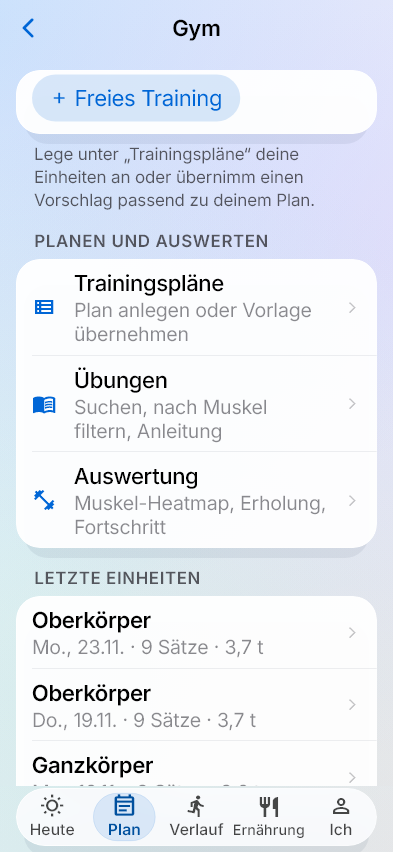 Gym
+ Freies Training
Lege unter „Trainingspläne“ deine
Einheiten an oder übernimm einen
Vorschlag passend zu deinem Plan.
PLANEN UND AUSWERTEN
Trainingspläne
Plan anlegen oder Vorlage
übernehmen
Übungen
Suchen, nach Muskel
filtern, Anleitung
Auswertung
Muskel-Heatmap, Erholung,
Fortschritt
LETZTE EINHEITEN
Oberkörper
Mo., 23.11. · 9 Sätze · 3,7 t
Oberkörper
Do., 19.11. · 9 Sätze · 3,7 t
Ganzkörper
Heute Plan Verlauf Ernährung Ich